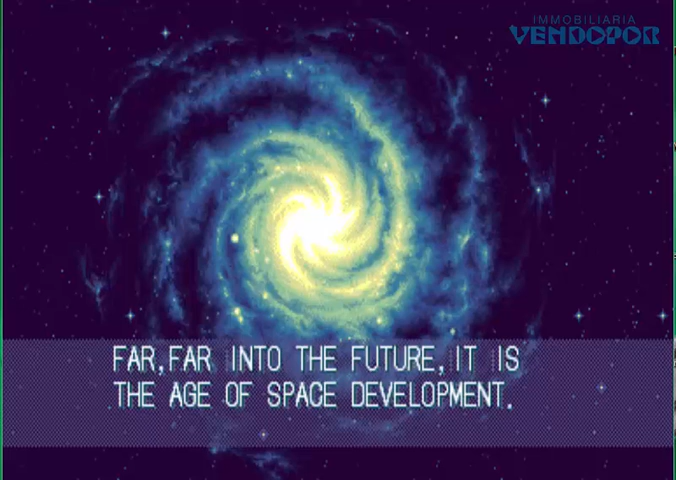 IMMOBILIARIA
VENDOPOR
FAR,FAR INTO THE FUTURE,IT IS
THE AGE OF SPACE DEVELOPMENT.